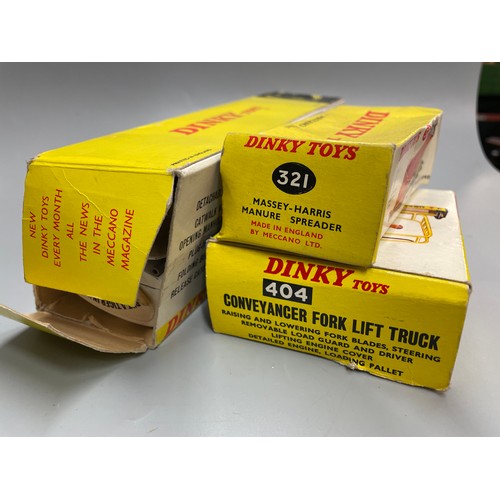 DINKY TOYS
NEW
DINKY TOYS
EVERY MONTH
ALL
THE NEWS
IN THE
MECCANO
MAGAZINE
DINKY TOYS
321
MASSEY-HARRIS
MANURE SPREADER
MADE IN ENGLAND
BY MECCANO LTD.
DINKY TOYS
404
CONVEYANCER FORK LIFT TRUCK
RAISING AND LOWERING FORK BLADES, STEERING
REMOVABLE LOAD GUARD AND DRIVER
LIFTING ENGINE COVER
DETAILED ENGINE, LOADING PALLET